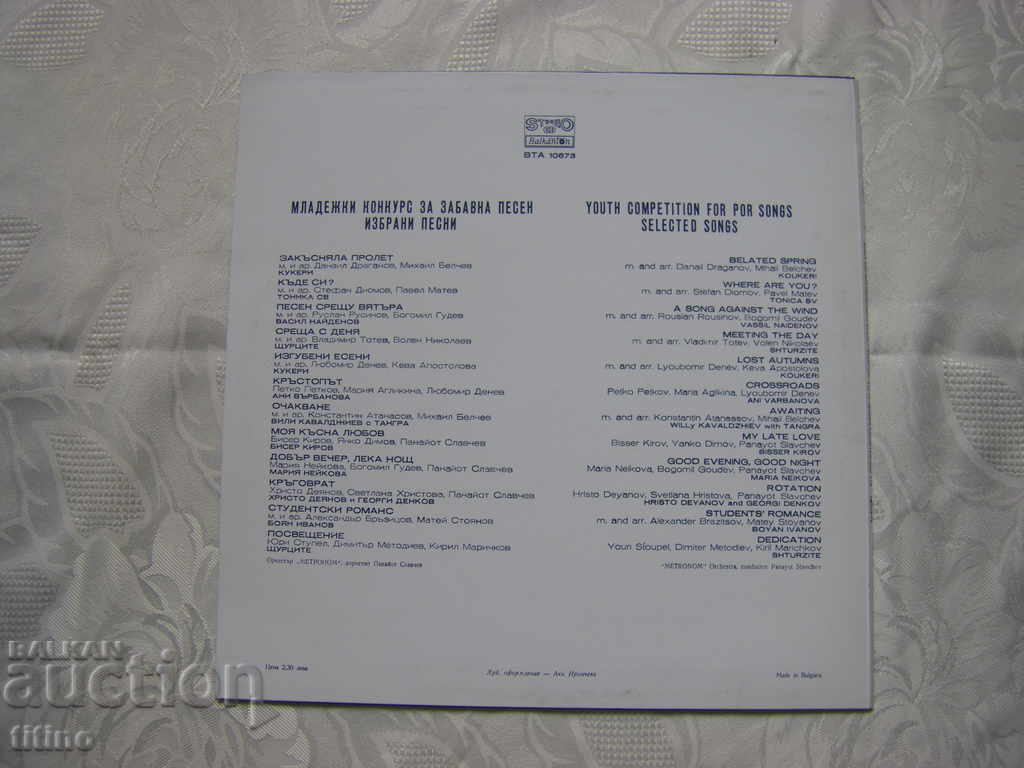 STEREO
Balkanton
BTA 10673
МЛАДЕЖКИ КОНКУРС ЗА ЗАБАВНА ПЕСЕН
ИЗБРАНИ ПЕСНИ
ЗАКЪСНЯЛА ПРОЛЕТ
м. и ар. Данаил Драганов, Михаил Белчев
КУКЕРИ
КЪДЕ СИ?
м. и ар. Стефан Диомов, Павел Матев
ТОНИКА СВ
ПЕСЕН СРЕЩУ ВЯТЪРА
м. и ар. Руслан Русинов, Богомил Гудев
ВАСИЛ НАЙДЕНОВ
СРЕЩА С ДЕНЯ
м. и ар. Владимир Тотев, Волен Николаев
ЩУРЦИТЕ
ИЗГУБЕНИ ЕСЕНИ
м. и ар. Любомир Денев, Кева Апостолова
КУКЕРИ
КРЪСТОПЪТ
Петко Петков, Мария Агликина, Любомир Денев
АНИ ВЪРБАНОВА
ОЧАКВАНЕ
м. и ар. Константин Атанасов, Михаил Белчев
ВИЛИ КАВАЛДЖИЕВ с ТАНГРА
МОЯ КЪСНА ЛЮБОВ
Бисер Киров, Янко Димов, Панайот Славчев
БИСЕР КИРОВ
ДОБЪР ВЕЧЕР, ЛЕКА НОЩ
Мария Нейкова, Богомил Гудев, Панайот Славчев
МАРИЯ НЕЙКОВА
КРЪГОВРАТ
Христо Деянов, Светлана Христова, Панайот Славчев
ХРИСТО ДЕЯНОВ и ГЕОРГИ ДЕНКОВ
СТУДЕНТСКИ РОМАНС
м. и ар. Александър Бръзицов, Матей Стоянов
БОЯН ИВАНОВ
ПОСВЕЩЕНИЕ
Юри Ступел, Димитър Методиев, Кирил Маричков
ЩУРЦИТЕ
Оркестър „МЕТРОНОМ", диригент Панайот Славчев
YOUTH COMPETITION FOR POR SONGS
SELECTED SONGS
BELATED SPRING
m. and arr. Danail Draganov, Mihail Belchev
KOUKERI
WHERE ARE YOU?
m. and arr. Stefan Diomov, Pavel Matev
TONICA SV
A SONG AGAINST THE WIND
m. and arr. Rouslan Rousinov, Bogomil Goudev
VASSIL NAIDENOV
MEETING THE DAY
m. and arr. Vladimir Totev, Volen Nikolaev
SHTURZITE
LOST AUTUMNS
m. and arr. Lyoubomir Denev, Keva Apostolova
KOUKERI
CROSSROADS
Petko Petkov, Maria Aglikina, Lyoubomir Denev
ANI VARBANOVA
AWAITING
m. and arr. Konstantin Atanassov, Mihail Belchev
WILLy KAVALDZHIEV with TANGRA
MY LATE LOVE
Bisser Kirov, Yanko Dimov, Panayot Slavchev
BISSER KIROV
GOOD EVENING, GOOD NIGHT
Maria Neikova, Bogomil Goudev, Panayot Slavchev
MARIA NEIKOVA
ROTATION
Hristo Deyanov, Svetlana Hristova, Panayot Slavchev
HRISTO DEYANOV and GEORGI DENKOV
STUDENTS' ROMANCE
m. and arr. Alexander Brazitsov, Matey Stoyanov
BOYAN IVANOV
DEDICATION
Youri Stoupel, Dimiter Metodiev, Kiril Marichkov
SHTURZITE
"METRONOM" Orchestra, conductor Panayot Slavchev
Цена 2,30 лева
Худ. оформление —
Made in Bulgaria
BALKAN
auction
titino